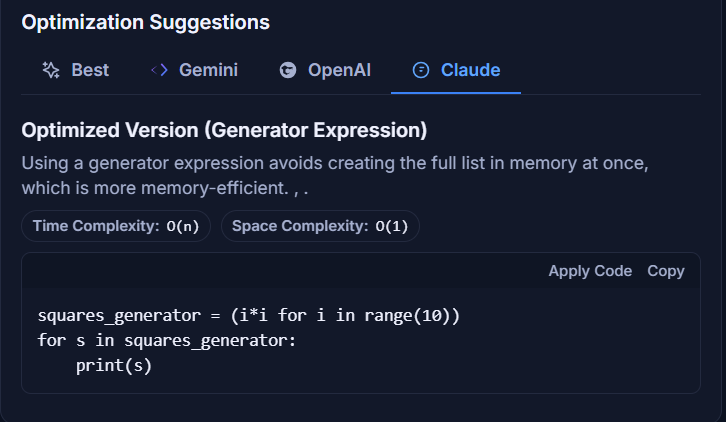 Optimization Suggestions
Best Gemini OpenAI Claude
Optimized Version (Generator Expression)
Using a generator expression avoids creating the full list in memory at once,
which is more memory-efficient. , .
Time Complexity: O(n) Space Complexity: O(1)
Apply Code Copy
squares_generator = (i*i for i in range(10))
for s in squares_generator:
    print(s)